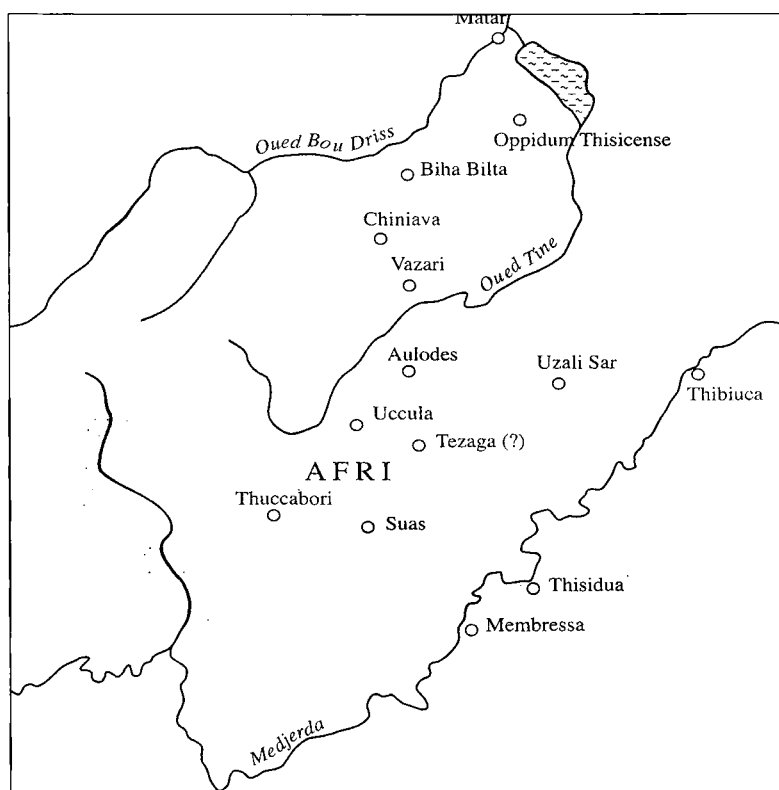 Matar
Oued Bou Driss
Oppidum Thisicense
Biha Bilta
Chiniava
Vazari
Oued Tine
Aulodes
Uzali Sar
Thibiuca
Uccula
Tezaga (?)
AFRI
Thuccabori
Suas
Thisidua
Membressa
Medjerda